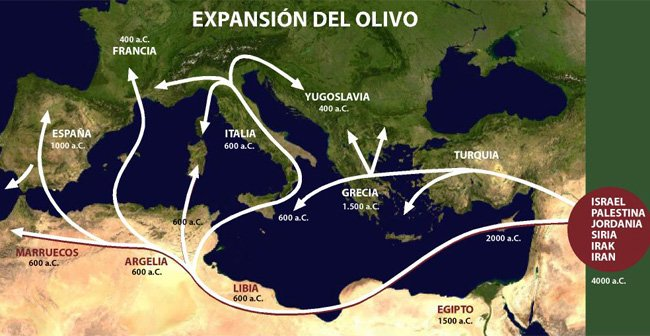 EXPANSIÓN DEL OLIVO
400 a.C.
FRANCIA
YUGOSLAVIA
400 a.C.
ESPAÑA
1000 a.C.
ITALIA
600 a.C.
TURQUIA
GRECIA
1.500 a.C.
600 a.C.
600 a.C.
2000 a.C.
ISRAEL
PALESTINA
JORDANIA
SIRIA
IRAK
IRAN
4000 a.C.
MARRUECOS
600 a.C.
ARGELIA
600 a.C.
LIBIA
600 a.C.
EGIPTO
1500 a.C.